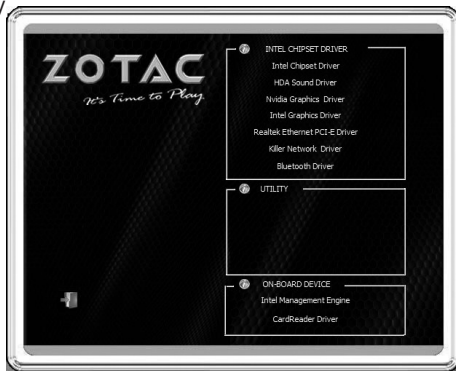 ZOTAC
It's Time to Play
INTEL CHIPSET DRIVER
Intel Chipset Driver
HDA Sound Driver
Nvidia Graphics Driver
Intel Graphics Driver
Realtek Ethernet PCI-E Driver
Killer Network Driver
Bluetooth Driver
UTILITY
ON-BOARD DEVICE
Intel Management Engine
CardReader Driver